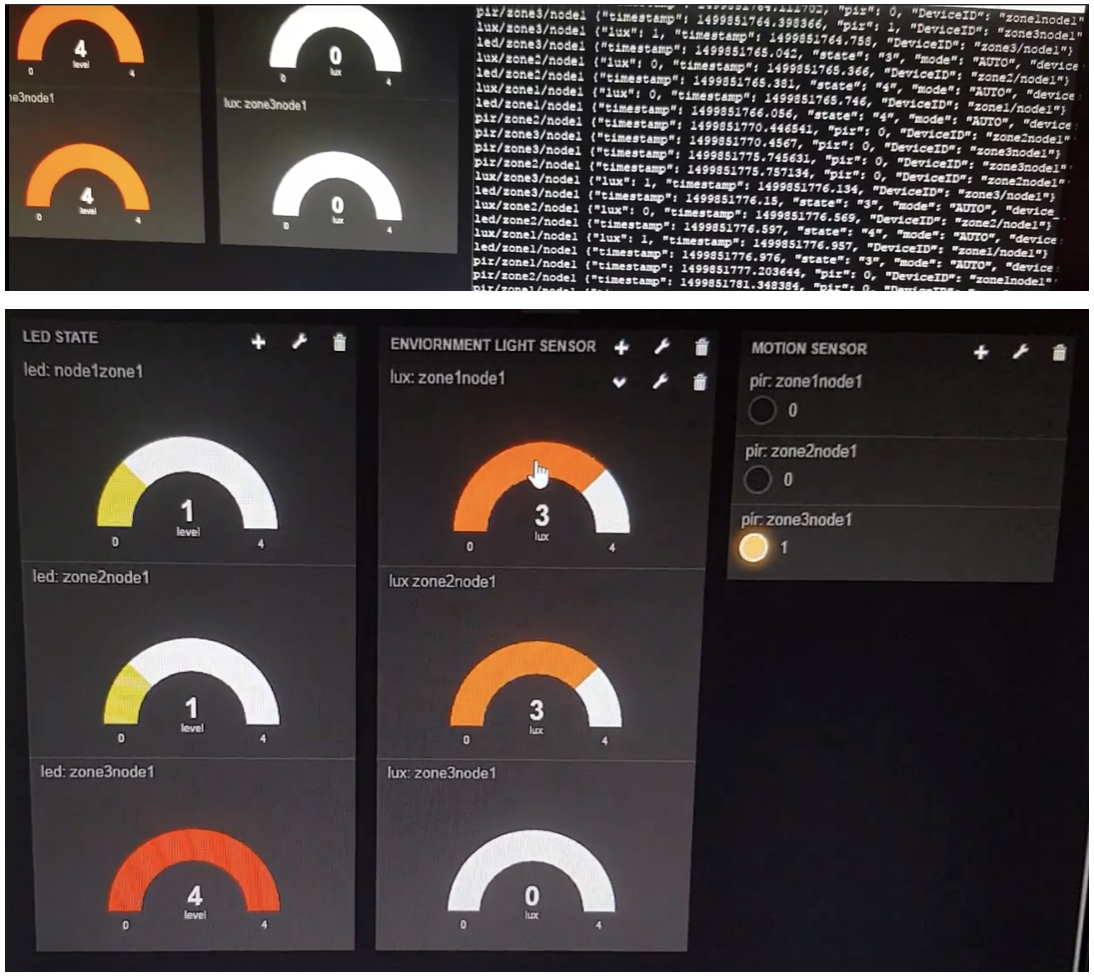 4
level
0 4
0
lux
0 4
e3node1
lux: zone3node1
4
level
0 4
0
lux
0 4
"pir": 0, "DeviceID": "zone1node1"
pir/zone3/node1 {"timestamp": 1499851764.398366, "pir": 1, "DeviceID": "zone3node1"
lux/zone3/node1 {"lux": 1, "timestamp": 1499851764.758, "DeviceID": "zone3/node1"}
led/zone3/node1 {"timestamp": 1499851765.042, "state": "3", "mode": "AUTO", "device
lux/zone2/node1 {"lux": 0, "timestamp": 1499851765.366, "DeviceID": "zone2/node1"}
led/zone2/node1 {"timestamp": 1499851765.381, "state": "4", "mode": "AUTO", "device
lux/zone1/node1 {"lux": 0, "timestamp": 1499851765.746, "DeviceID": "zone1/node1"}
led/zone1/node1 {"timestamp": 1499851766.056, "state": "4", "mode": "AUTO", "device
pir/zone2/node1 {"timestamp": 1499851770.446541, "pir": 0, "DeviceID": "zone2node1"
pir/zone3/node1 {"timestamp": 1499851770.4567, "pir": 0, "DeviceID": "zone3node1"}
pir/zone3/node1 {"timestamp": 1499851775.745631, "pir": 0, "DeviceID": "zone3node1"
pir/zone2/node1 {"timestamp": 1499851775.757134, "pir": 0, "DeviceID": "zone2node1"
lux/zone3/node1 {"lux": 1, "timestamp": 1499851776.134, "DeviceID": "zone3/node1"}
led/zone3/node1 {"timestamp": 1499851776.15, "state": "3", "mode": "AUTO", "device_
lux/zone2/node1 {"lux": 0, "timestamp": 1499851776.569, "DeviceID": "zone2/node1"}
led/zone2/node1 {"timestamp": 1499851776.597, "state": "4", "mode": "AUTO", "device
lux/zone1/node1 {"lux": 1, "timestamp": 1499851776.957, "DeviceID": "zone1/node1"}
led/zone1/node1 {"timestamp": 1499851776.976, "state": "3", "mode": "AUTO", "device
pir/zone1/node1 {"timestamp": 1499851777.203644, "pir": 0, "DeviceID": "zone1node1"
pir/zone2/node1 {"timestamp": 1499851781.348384, "pir": 0,
LED STATE
led: node1zone1
1
level
0 4
led: zone2node1
1
level
0 4
led: zone3node1
4
level
0 4
ENVIORNMENT LIGHT SENSOR
lux: zone1node1
3
lux
0 4
lux zone2node1
3
lux
0 4
lux: zone3node1
0
lux
0 4
MOTION SENSOR
pir: zone1node1
0
pir: zone2node1
0
pir: zone3node1
1